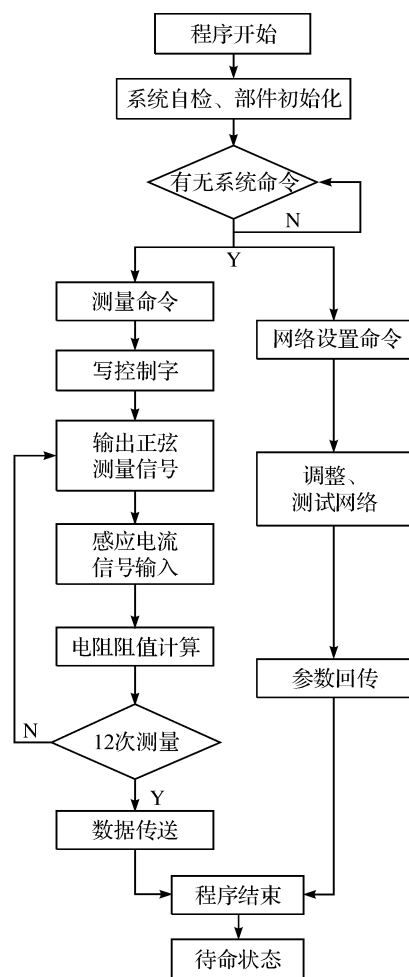 程序开始
系统自检、部件初始化
有无系统命令
N
Y
测量命令
网络设置命令
写控制字
输出正弦
测量信号
调整、
测试网络
感应电流
信号输入
电阻阻值计算
参数回传
N
12次测量
Y
数据传送
程序结束
待命状态